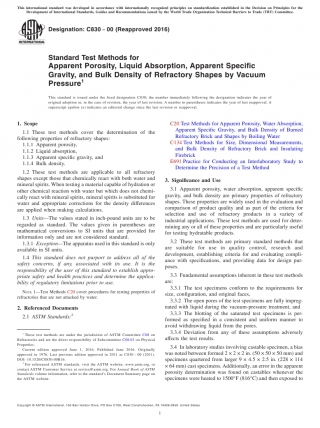 This international standard was developed in accordance with internationally recognized principles on standardization established in the Decision on Principles for the
Development of International Standards, Guides and Recommendations issued by the World Trade Organization Technical Barriers to Trade (TBT) Committee.
Designation: C830 − 00 (Reapproved 2016)
INTERNATIONAL
Standard Test Methods for
Apparent Porosity, Liquid Absorption, Apparent Specific
Gravity, and Bulk Density of Refractory Shapes by Vacuum
Pressure1
This standard is issued under the fixed designation C830; the number immediately following the designation indicates the year of
original adoption or, in the case of revision, the year of last revision. A number in parentheses indicates the year of last reapproval. A
superscript epsilon (ε) indicates an editorial change since the last revision or reapproval.
1. Scope
1.1 These test methods cover the determination of the
following properties of refractory shapes:
1.1.1 Apparent porosity,
1.1.2 Liquid absorption,
1.1.3 Apparent specific gravity, and
1.1.4 Bulk density.
1.2 These test methods are applicable to all refractory
shapes except those that chemically react with both water and
mineral spirits. When testing a material capable of hydration or
other chemical reaction with water but which does not chemi-
cally react with mineral spirits, mineral spirits is substituted for
water and appropriate corrections for the density differences
are applied when making calculations.
1.3 Units—The values stated in inch-pound units are to be
regarded as standard. The values given in parentheses are
mathematical conversions to SI units that are provided for
information only and are not considered standard.
1.3.1 Exception—The apparatus used in this standard is only
available in SI units.
1.4 This standard does not purport to address all of the
safety concerns, if any, associated with its use. It is the
responsibility of the user of this standard to establish appro-
priate safety and health practices and determine the applica-
bility of regulatory limitations prior to use.
NOTE 1—Test Methods C20 cover procedures for testing properties of
refractories that are not attacked by water.
2. Referenced Documents
2.1 ASTM Standards:2
1 These test methods are under the jurisdiction of ASTM Committee C08 on
Refractories and are the direct responsibility of Subcommittee C08.03 on Physical
Properties.
Current edition approved June 1, 2016. Published June 2016. Originally
approved in 1976. Last previous edition approved in 2011 as C830 – 00 (2011).
DOI: 10.1520/C0830-00R16.
2 For referenced ASTM standards, visit the ASTM website, www.astm.org, or
contact ASTM Customer Service at service@astm.org. For Annual Book of ASTM
Standards volume information, refer to the standard's Document Summary page on
the ASTM website.
C20 Test Methods for Apparent Porosity, Water Absorption,
Apparent Specific Gravity, and Bulk Density of Burned
Refractory Brick and Shapes by Boiling Water
C134 Test Methods for Size, Dimensional Measurements,
and Bulk Density of Refractory Brick and Insulating
Firebrick
E691 Practice for Conducting an Interlaboratory Study to
Determine the Precision of a Test Method
3. Significance and Use
3.1 Apparent porosity, water absorption, apparent specific
gravity, and bulk density are primary properties of refractory
shapes. These properties are widely used in the evaluation and
comparison of product quality and as part of the criteria for
selection and use of refractory products in a variety of
industrial applications. These test methods are used for deter-
mining any or all of these properties and are particularly useful
for testing hydratable products.
3.2 These test methods are primary standard methods that
are suitable for use in quality control, research and
development, establishing criteria for and evaluating compli-
ance with specifications, and providing data for design pur-
poses.
3.3 Fundamental assumptions inherent in these test methods
are:
3.3.1 The test specimens conform to the requirements for
size, configuration, and original faces,
3.3.2 The open pores of the test specimens are fully impreg-
nated with liquid during the vacuum-pressure treatment, and
3.3.3 The blotting of the saturated test specimens is per-
formed as specified in a consistent and uniform manner to
avoid withdrawing liquid from the pores.
3.3.4 Deviation from any of these assumptions adversely
affects the test results.
3.4 In laboratory studies involving castable specimen, a bias
was noted between formed 2 × 2 × 2 in. (50 × 50 × 50 mm) and
specimens quartered from larger 9 × 4.5 × 2.5 in. (228 × 114
× 64 mm) cast specimens. Additionally, an error in the apparent
porosity determination was found on castables whenever the
specimens were heated to 1500°F (816°C) and then exposed to
Copyright © ASTM International, 100 Barr Harbor Drive, PO Box C700, West Conshohocken, PA 19428-2959. United States
1